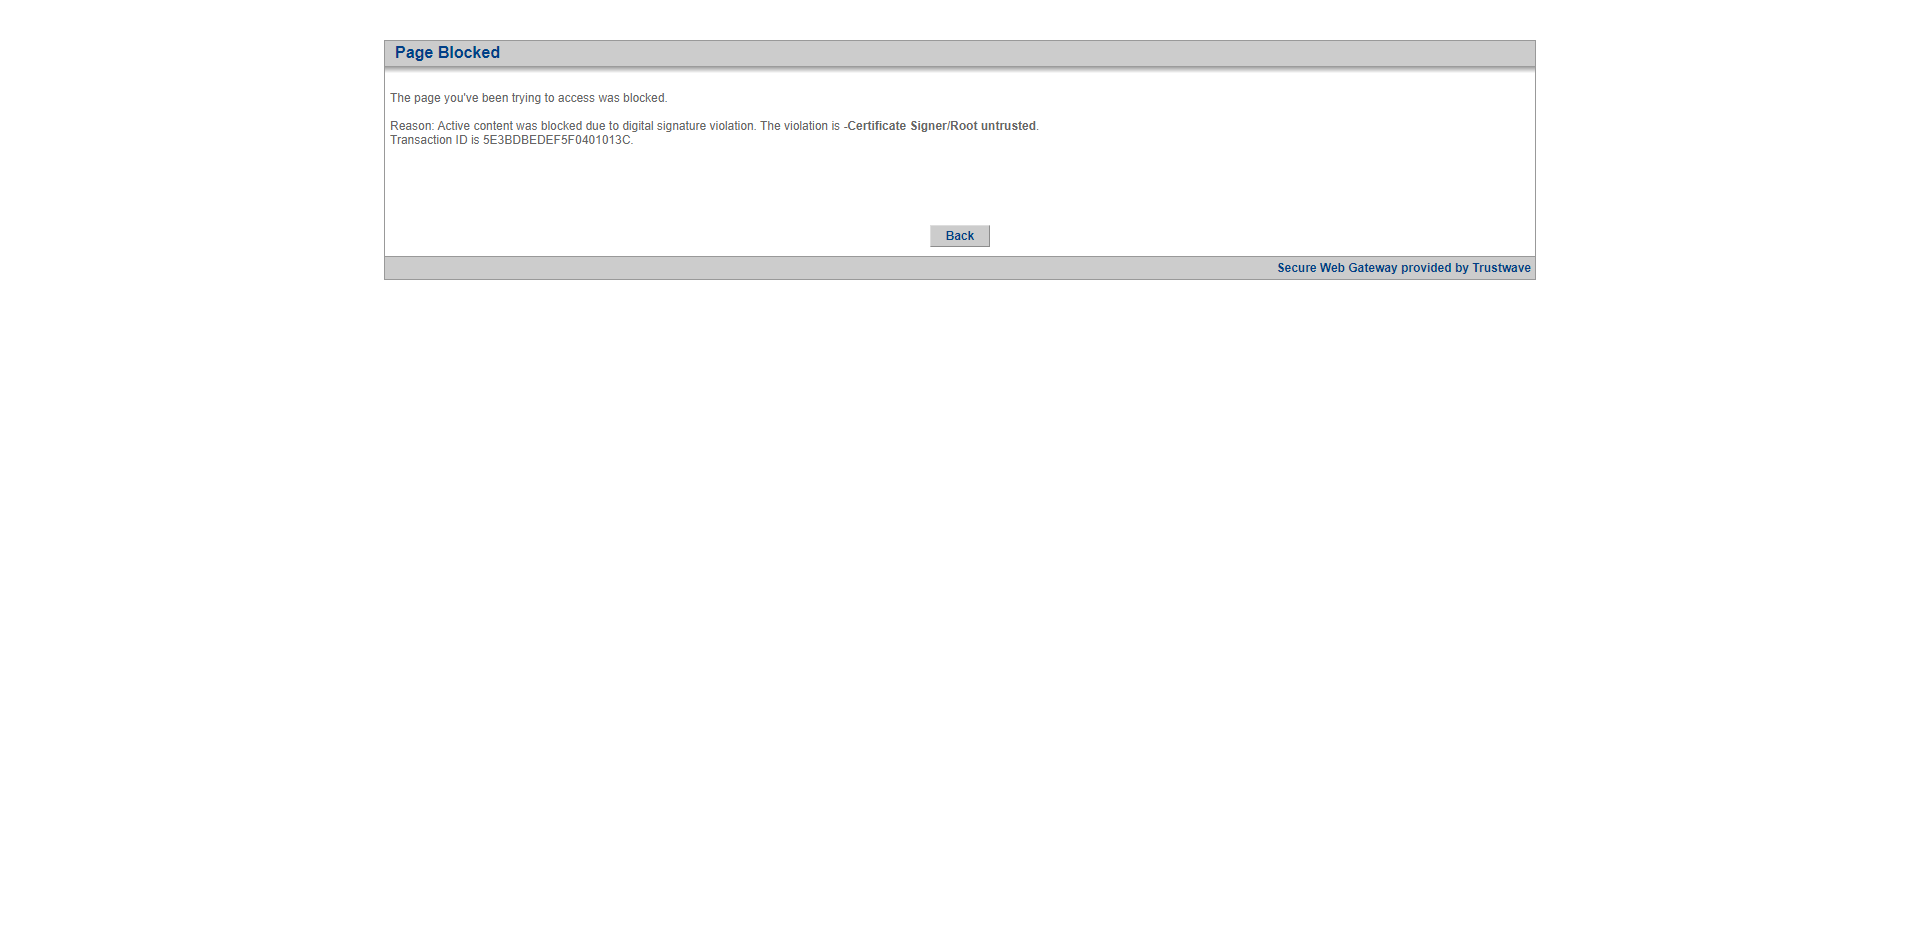 Page Blocked
The page you've been trying to access was blocked.
Reason: Active content was blocked due to digital signature violation. The violation is -Certificate Signer/Root untrusted.
Transaction ID is 5E3BDBEDEF5F0401013C.
Back
Secure Web Gateway provided by Trustwave